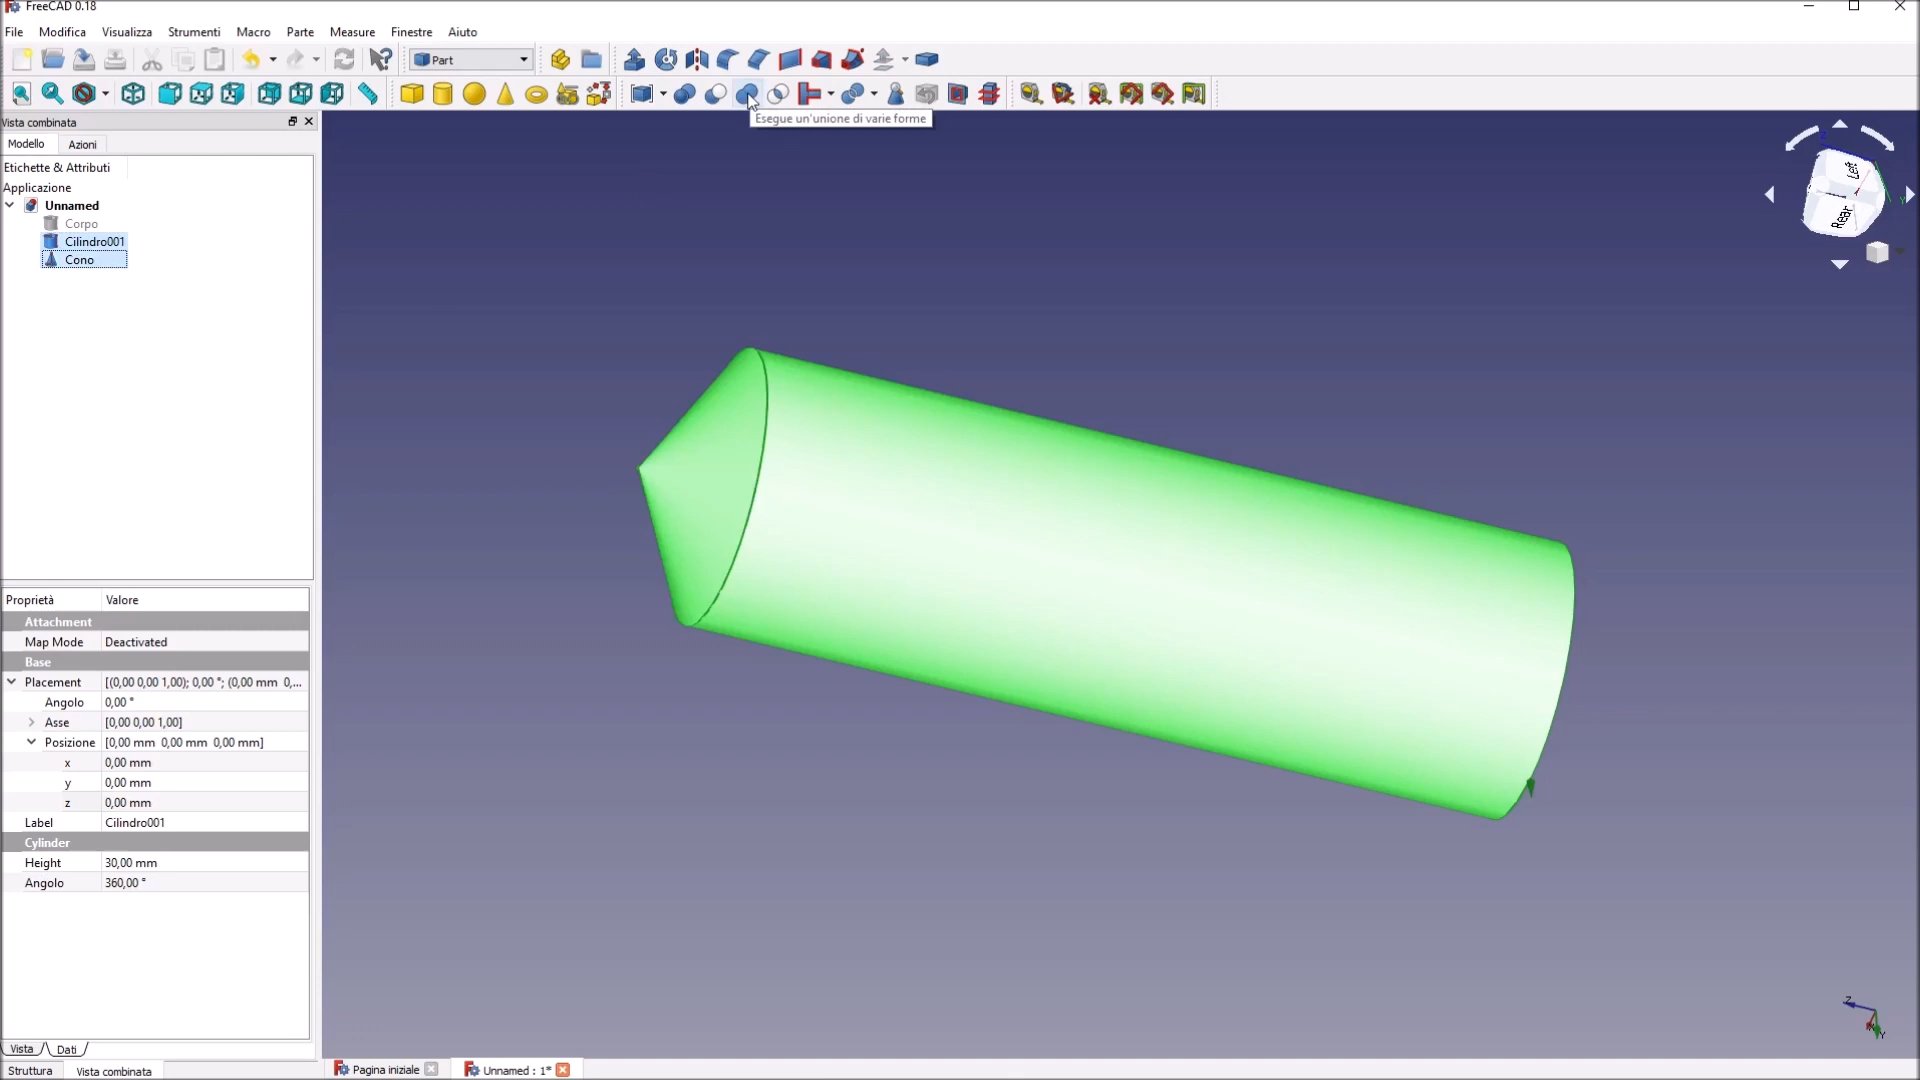 FreeCAD 0.18
File Modifica Visualizza Strumenti Macro Parte Measure Finestre Aiuto
Part
Esegue un'unione di varie forme
Vista combinata
Modello Azioni
Etichette & Attributi
Applicazione
Unnamed
Corpo
Cilindro001
Cono
Left
Rear
Z
Y
Proprietà Valore
Attachment
Map Mode Deactivated
Base
Placement [(0,00 0,00 1,00); 0,00 °; (0,00 mm 0,...
Angolo 0,00 °
Asse [0,00 0,00 1,00]
Posizione [0,00 mm 0,00 mm 0,00 mm]
x 0,00 mm
y 0,00 mm
z 0,00 mm
Label Cilindro001
Cylinder
Height 30,00 mm
Angolo 360,00 °
Z
Y
Vista Dati
Struttura Vista combinata
Pagina iniziale Unnamed : 1*